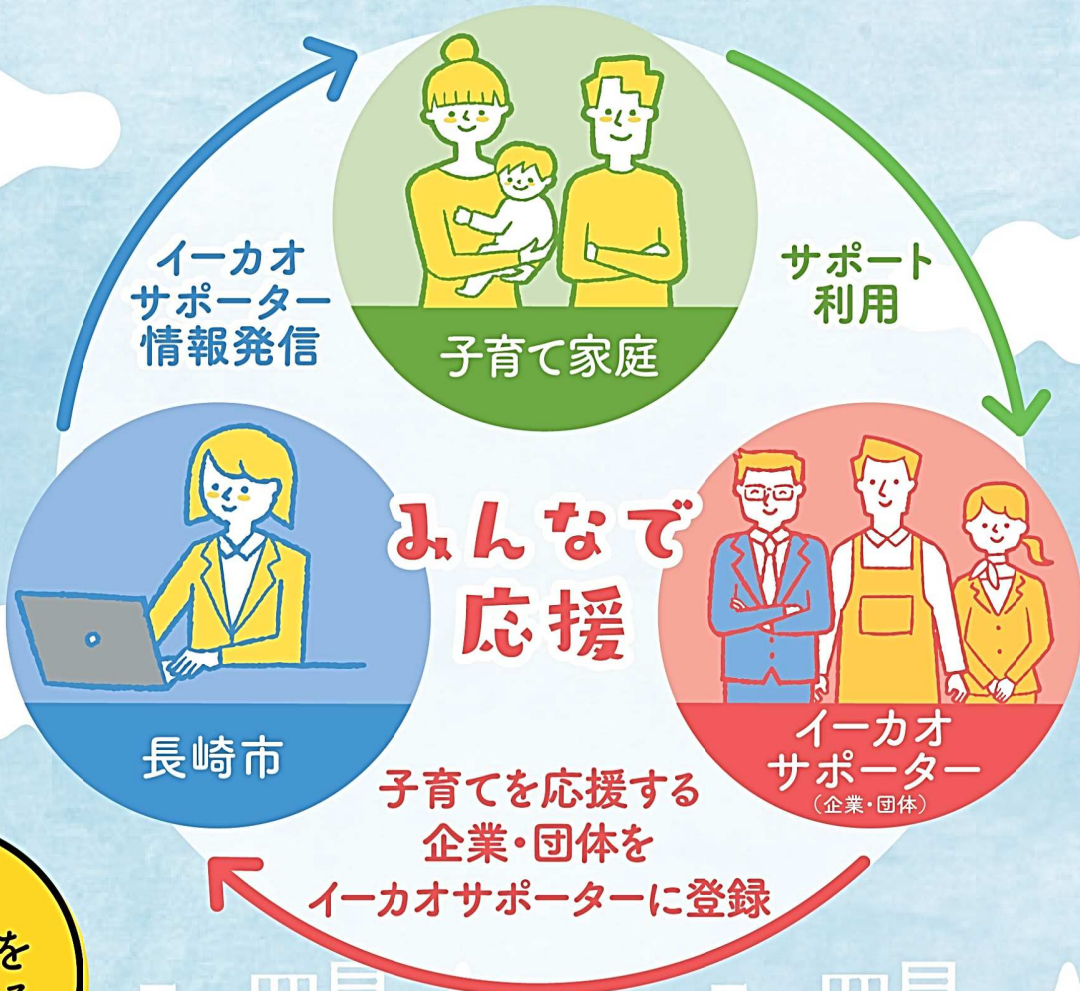 イーカオ
サポーター
情報発信
サポート
利用
子育て家庭
みんなで
応援
長崎市
イーカオ
サポーター
(企業・団体)
子育てを応援する
企業・団体を
イーカオサポーターに登録
を